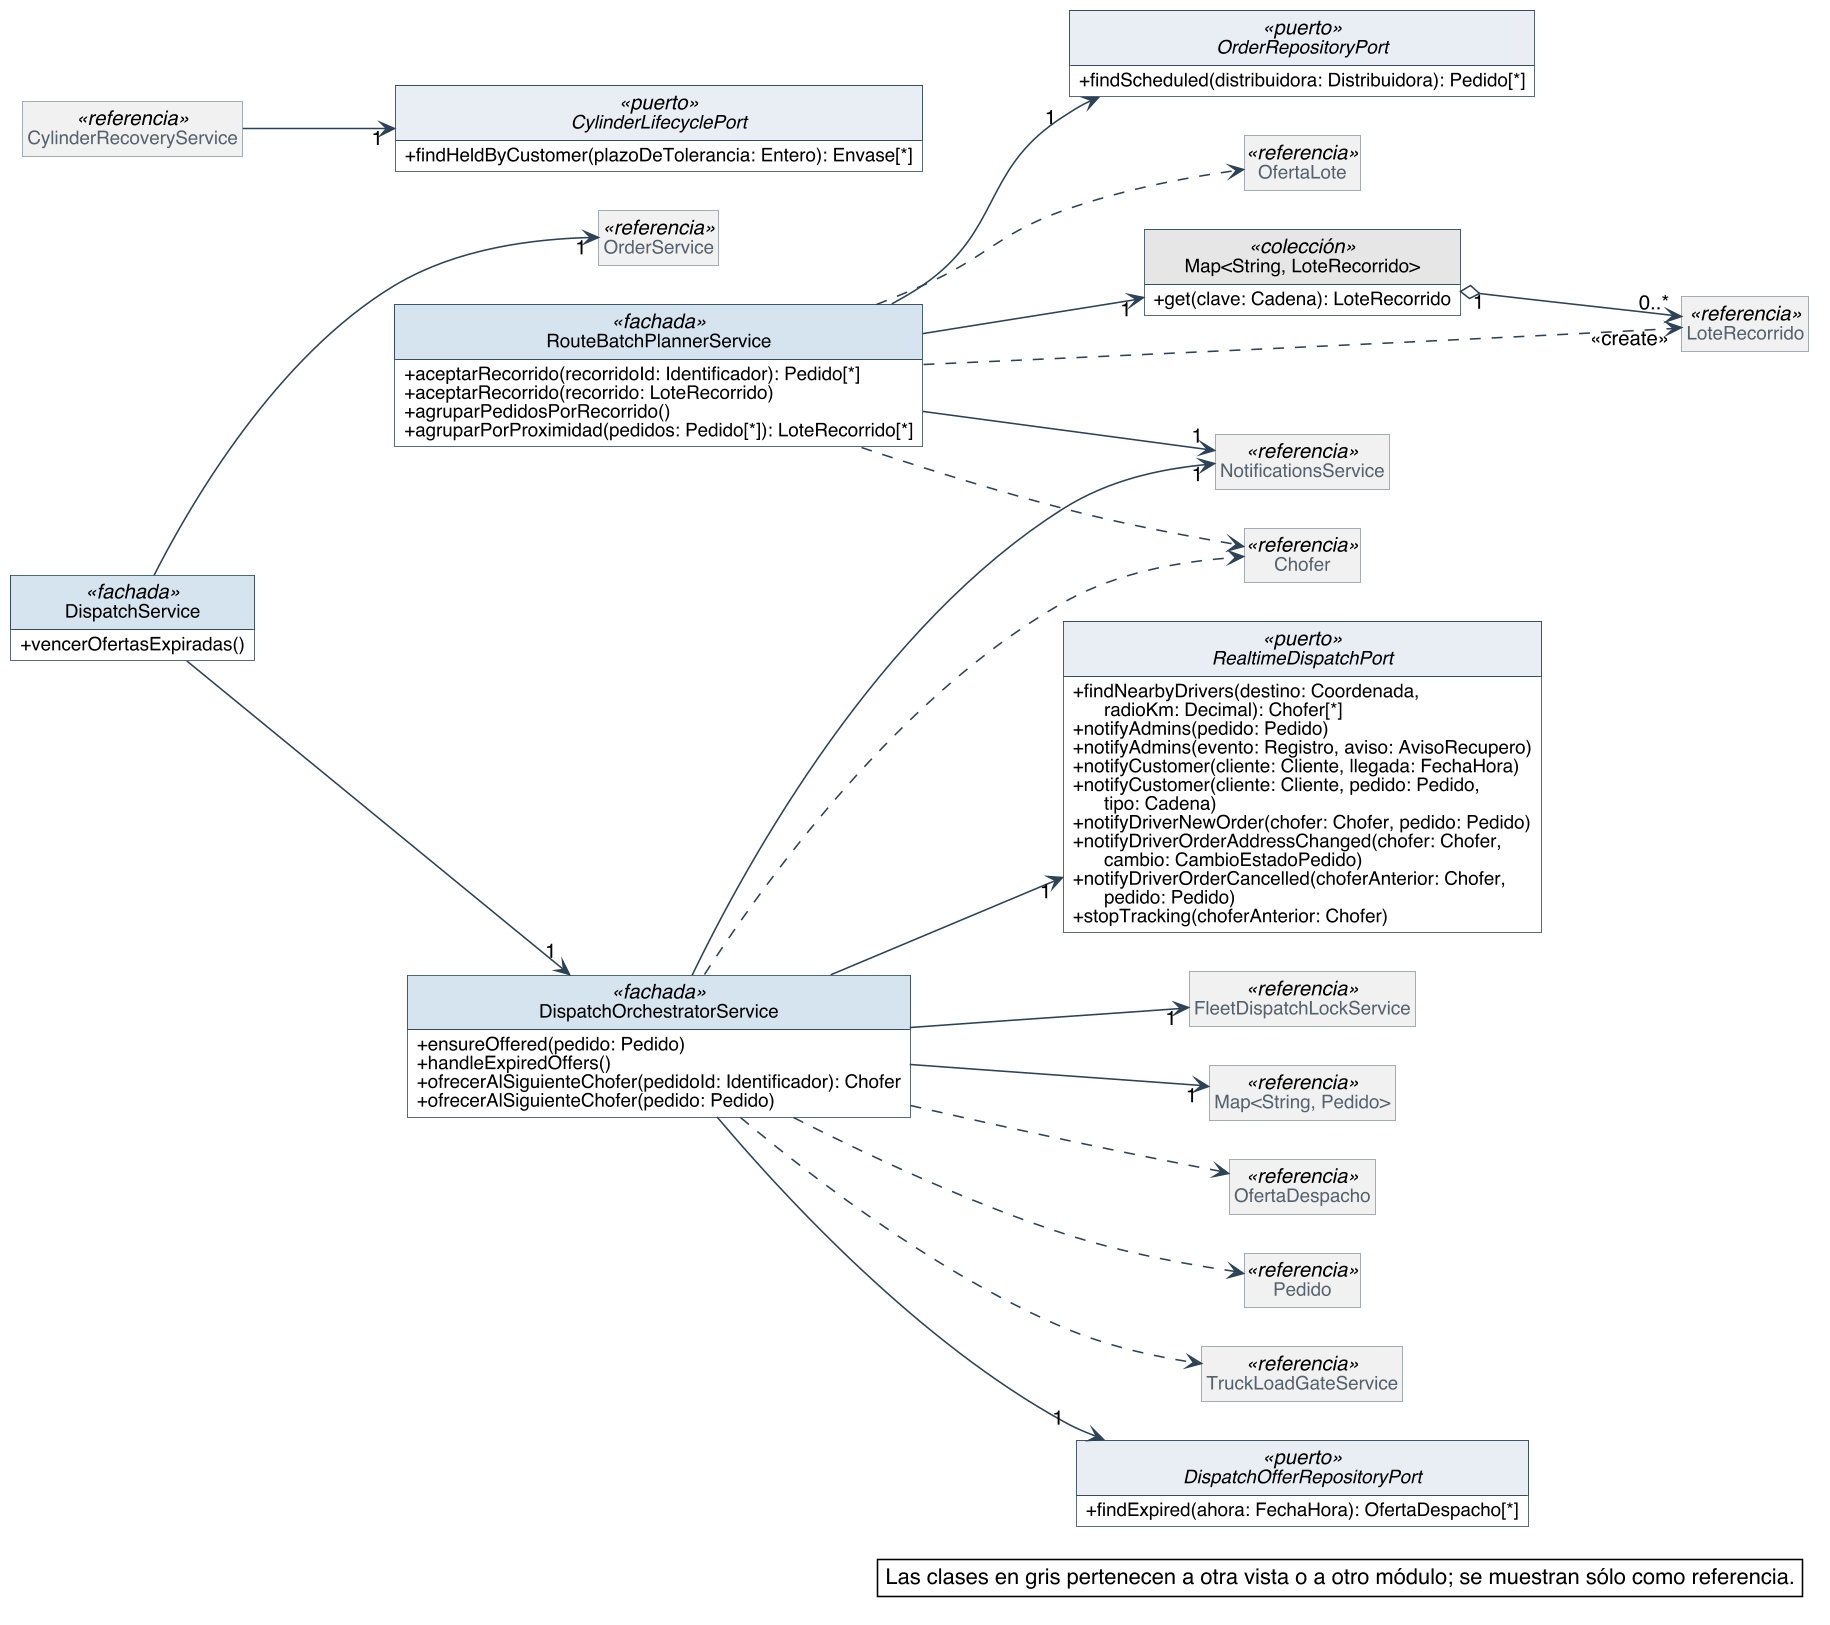 «puerto»
OrderRepositoryPort
+findScheduled(distribuidora: Distribuidora): Pedido[*]
1
«referencia»
CylinderRecoveryService
1
«puerto»
CylinderLifecyclePort
+findHeldByCustomer(plazoDeTolerancia: Entero): Envase[*]
«referencia»
OfertaLote
1
«referencia»
OrderService
«colección»
Map<String, LoteRecorrido>
+get(clave: Cadena): LoteRecorrido
1
1
0..*
«create»
«referencia»
LoteRecorrido
«fachada»
RouteBatchPlannerService
+aceptarRecorrido(recorridoId: Identificador): Pedido[*]
+aceptarRecorrido(recorrido: LoteRecorrido)
+agruparPedidosPorRecorrido()
+agruparPorProximidad(pedidos: Pedido[*]): LoteRecorrido[*]
1
1
«referencia»
NotificationsService
«referencia»
Chofer
«fachada»
DispatchService
+vencerOfertasExpiradas()
«puerto»
RealtimeDispatchPort
+findNearbyDrivers(destino: Coordenada,
radioKm: Decimal): Chofer[*]
+notifyAdmins(pedido: Pedido)
+notifyAdmins(evento: Registro, aviso: AvisoRecupero)
+notifyCustomer(cliente: Cliente, llegada: FechaHora)
+notifyCustomer(cliente: Cliente, pedido: Pedido,
tipo: Cadena)
+notifyDriverNewOrder(chofer: Chofer, pedido: Pedido)
+notifyDriverOrderAddressChanged(chofer: Chofer,
cambio: CambioEstadoPedido)
+notifyDriverOrderCancelled(choferAnterior: Chofer,
pedido: Pedido)
+stopTracking(choferAnterior: Chofer)
1
1
«fachada»
DispatchOrchestratorService
+ensureOffered(pedido: Pedido)
+handleExpiredOffers()
+ofrecerAlSiguienteChofer(pedidoId: Identificador): Chofer
+ofrecerAlSiguienteChofer(pedido: Pedido)
1
«referencia»
FleetDispatchLockService
1
«referencia»
Map<String, Pedido>
«referencia»
OfertaDespacho
«referencia»
Pedido
«referencia»
TruckLoadGateService
1
«puerto»
DispatchOfferRepositoryPort
+findExpired(ahora: FechaHora): OfertaDespacho[*]
Las clases en gris pertenecen a otra vista o a otro módulo; se muestran sólo como referencia.